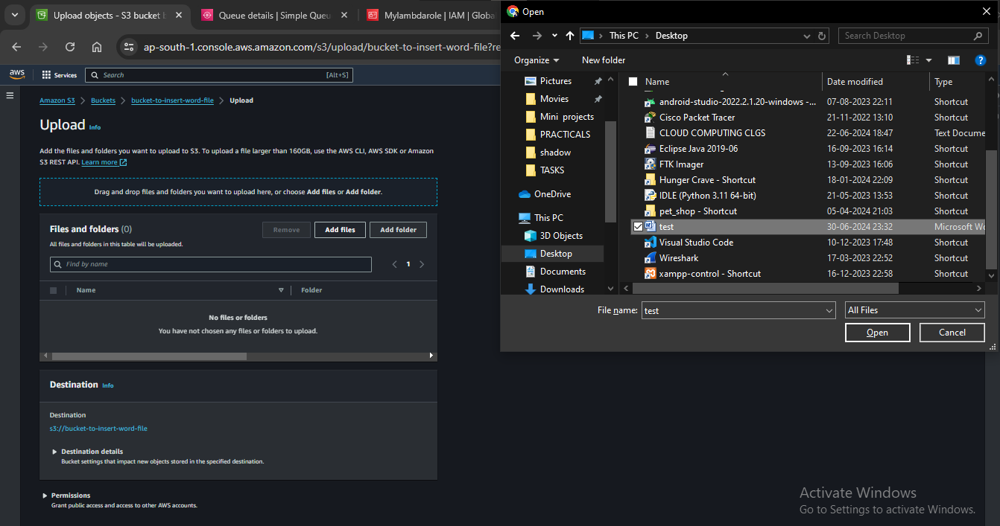 Upload objects - S3 bucket b
Queue details | Simple Queu
Mylambdarole | IAM | Global
ap-south-1.console.aws.amazon.com/s3/upload/bucket-to-insert-word-file?re
aws
Services
Search
[Alt+S]
Amazon S3
Buckets
bucket-to-insert-word-file
Upload
Upload Info
Add the files and folders you want to upload to S3. To upload a file larger than 160GB, use the AWS CLI, AWS SDK or Amazon
S3 REST API. Learn more
Drag and drop files and folders you want to upload here, or choose Add files or Add folder.
Files and folders (0)
Remove
Add files
Add folder
All files and folders in this table will be uploaded.
Find by name
1
Name
Folder
No files or folders
You have not chosen any files or folders to upload.
Destination Info
Destination
s3://bucket-to-insert-word-file
Destination details
Bucket settings that impact new objects stored in the specified destination.
Permissions
Grant public access and access to other AWS accounts.
Open
This PC
Desktop
Search Desktop
Organize
New folder
Pictures
Movies
Mini projects
PRACTICALS
shadow
TASKS
OneDrive
This PC
3D Objects
Desktop
Documents
Downloads
Name Date modified Type
android-studio-2022.2.1.20-windows -... 07-08-2023 22:11 Shortcut
Cisco Packet Tracer 21-11-2022 13:10 Shortcut
CLOUD COMPUTING CLGS 22-06-2024 18:47 Text Docume
Eclipse Java 2019-06 16-09-2023 16:14 Shortcut
FTK Imager 13-09-2023 16:06 Shortcut
Hunger Crave - Shortcut 18-01-2024 22:09 Shortcut
IDLE (Python 3.11 64-bit) 21-05-2023 13:53 Shortcut
pet_shop - Shortcut 05-04-2024 21:03 Shortcut
test 30-06-2024 23:32 Microsoft Wo
Visual Studio Code 10-12-2023 17:48 Shortcut
Wireshark 17-03-2023 22:52 Shortcut
xampp-control - Shortcut 16-12-2023 22:58 Shortcut
File name: test
All Files
Open
Cancel
Activate Windows
Go to Settings to activate Windows.